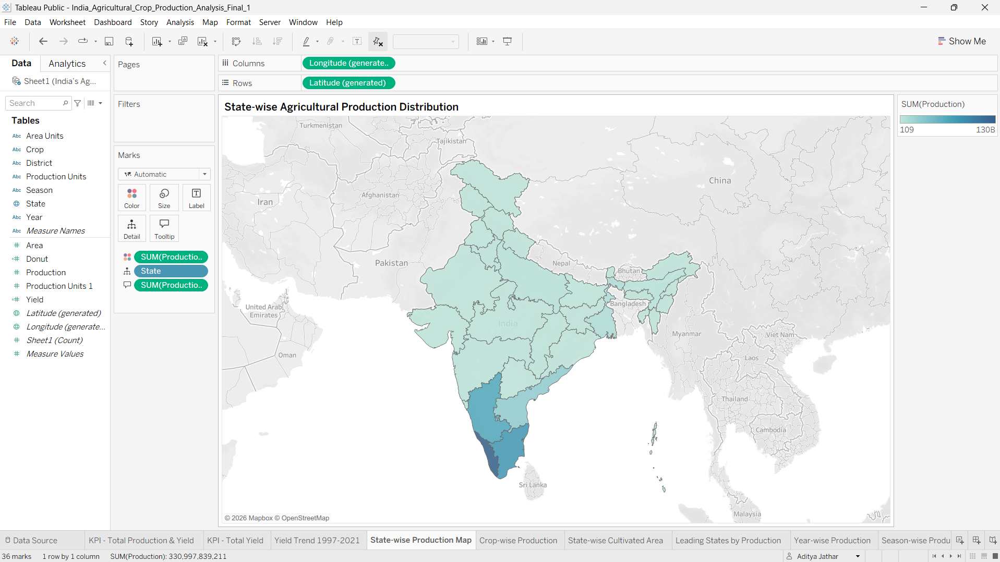 Tableau Public - India_Agricultural_Crop_Production_Analysis_Final_1
File Data Worksheet Dashboard Story Analysis Map Format Server Window Help
Show Me
Data Analytics
Sheet1 (India's Ag...
Search
Tables
Abc Area Units
Abc Crop
Abc District
Abc Production Units
Abc Season
State
Abc Year
Abc Measure Names
Area
Donut
Production
Production Units 1
Yield
Latitude (generated)
Longitude (generate...
Sheet1 (Count)
Measure Values
Pages
Filters
Marks
Automatic
Color Size Label
Detail Tooltip
SUM(Productio..
State
SUM(Productio..
Columns Longitude (generate..
Rows Latitude (generated)
State-wise Agricultural Production Distribution
Turkmenistan
Tajikistan
China
Afghanistan
Iran
Pakistan
Nepal
Bhutan
Bangladesh
United Arab
Emirates
India
Myanmar
Viet Nam
Oman
Laos
Thailand
Cambodia
Sri Lanka
Malaysia
© 2026 Mapbox © OpenStreetMap
SUM(Production)
109 130B
Data Source KPI - Total Production & Yield KPI - Total Yield Yield Trend 1997-2021 State-wise Production Map Crop-wise Production State-wise Cultivated Area Leading States by Production Year-wise Production Season-wise Produ
36 marks 1 row by 1 column SUM(Production): 330,997,839,211 Aditya Jathar